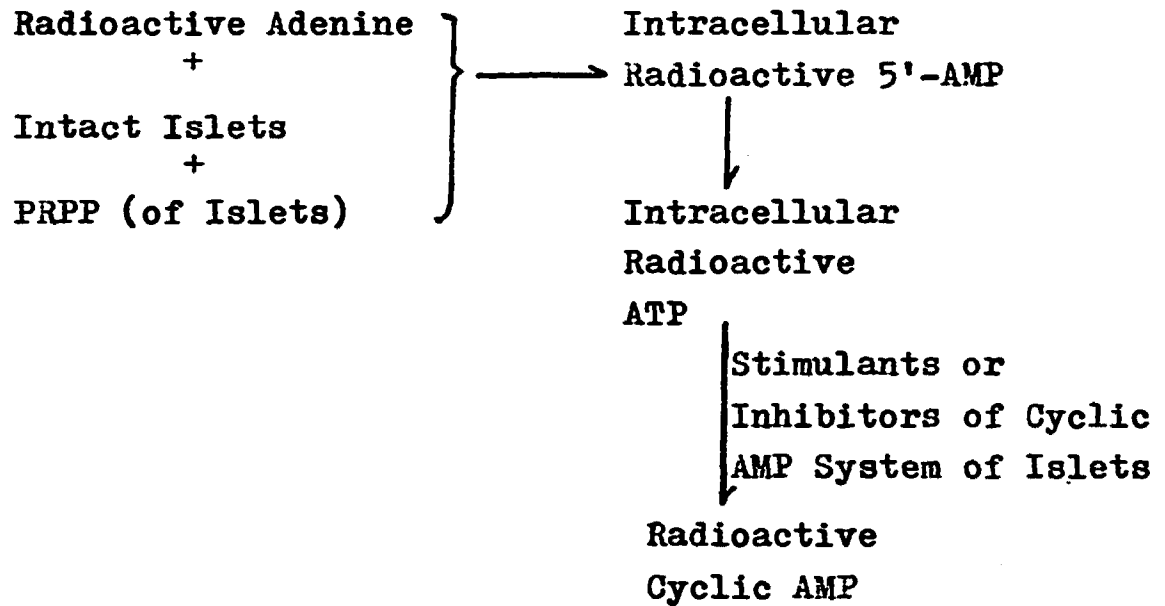 Radioactive Adenine
+
Intact Islets
+
PRPP (of Islets)
Intracellular
Radioactive 5'-AMP
Intracellular
Radioactive
ATP
Stimulants or
Inhibitors of Cyclic
AMP System of Islets
Radioactive
Cyclic AMP